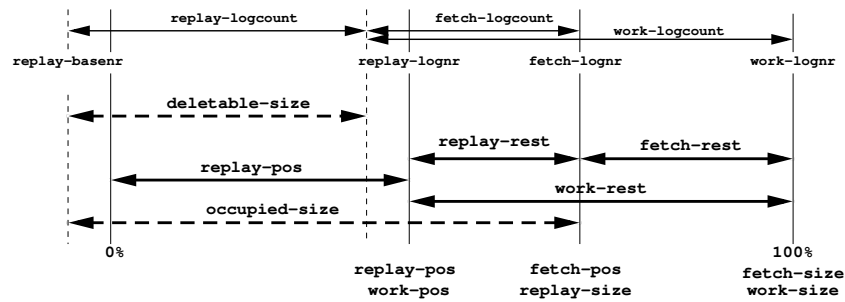 replay-logcount fetch-logcount
work-logcount
replay-basenr replay-lognr fetch-lognr work-lognr
deletable-size
replay-rest fetch-rest
replay-pos
work-rest
occupied-size
0% 100%
replay-pos fetch-pos fetch-size
work-pos replay-size work-size